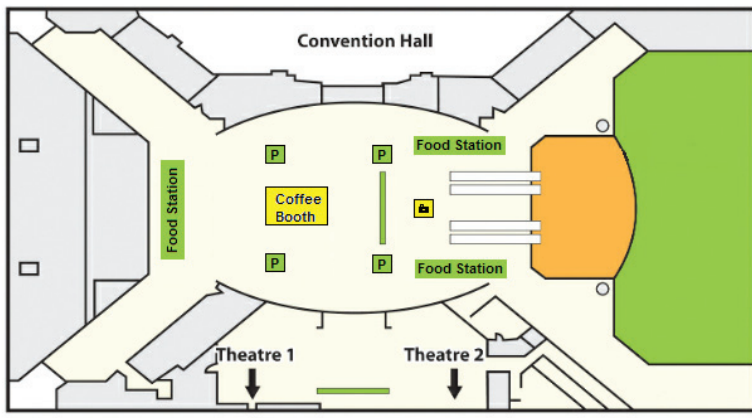 Convention Hall
P
P
Food Station
Food Station
Coffee
Booth
P
P
Food Station
Theatre 1
Theatre 2